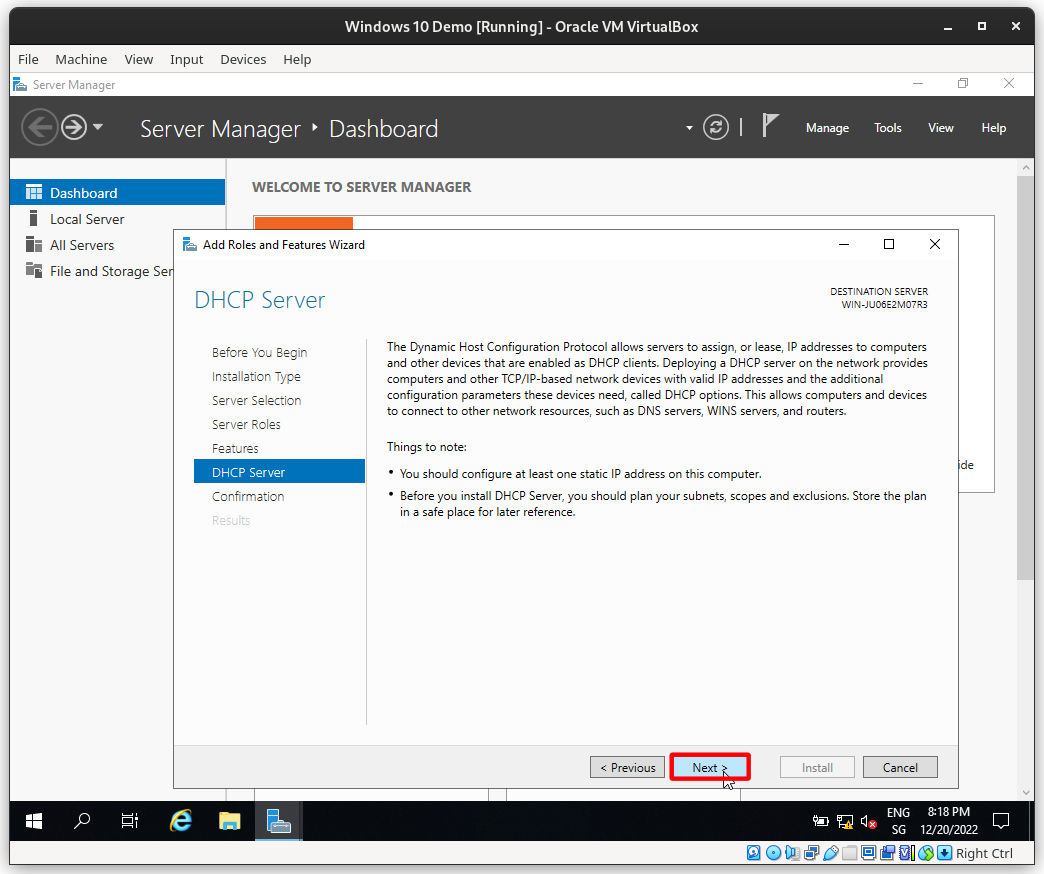 Windows 10 Demo [Running] - Oracle VM VirtualBox
File Machine View Input Devices Help
Server Manager
Server Manager ‣ Dashboard
Manage Tools View Help
Dashboard
Local Server
All Servers
File and Storage Ser
WELCOME TO SERVER MANAGER
Add Roles and Features Wizard
DHCP Server
DESTINATION SERVER
WIN-JU06E2M07R3
Before You Begin
Installation Type
Server Selection
Server Roles
Features
DHCP Server
Confirmation
Results
The Dynamic Host Configuration Protocol allows servers to assign, or lease, IP addresses to computers
and other devices that are enabled as DHCP clients. Deploying a DHCP server on the network provides
computers and other TCP/IP-based network devices with valid IP addresses and the additional
configuration parameters these devices need, called DHCP options. This allows computers and devices
to connect to other network resources, such as DNS servers, WINS servers, and routers.
Things to note:
• You should configure at least one static IP address on this computer.
• Before you install DHCP Server, you should plan your subnets, scopes and exclusions. Store the plan
in a safe place for later reference.
ide
< Previous Next > Install Cancel
ENG 8:18 PM
SG 12/20/2022
Right Ctrl